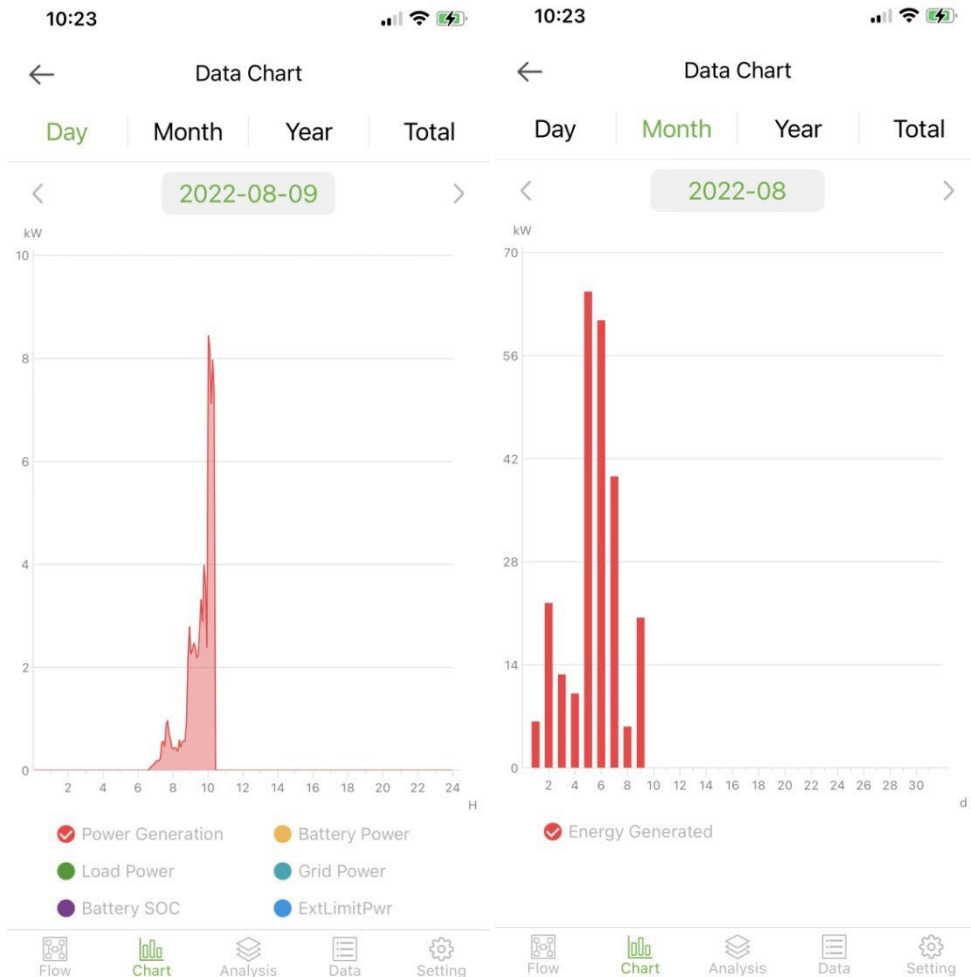 10:23
Data Chart
Day Month Year Total
2022-08-09
kW
10
8
6
4
2
0
2 4 6 8 10 12 14 16 18 20 22 24
H
Power Generation Battery Power
Load Power Grid Power
Battery SOC ExtLimitPwr
Flow Chart Analysis Data Setting
10:23
Data Chart
Day Month Year Total
2022-08
kW
70
56
42
28
14
0
2 4 6 8 10 12 14 16 18 20 22 24 26 28 30
d
Energy Generated
Flow Chart Analysis Data Setting